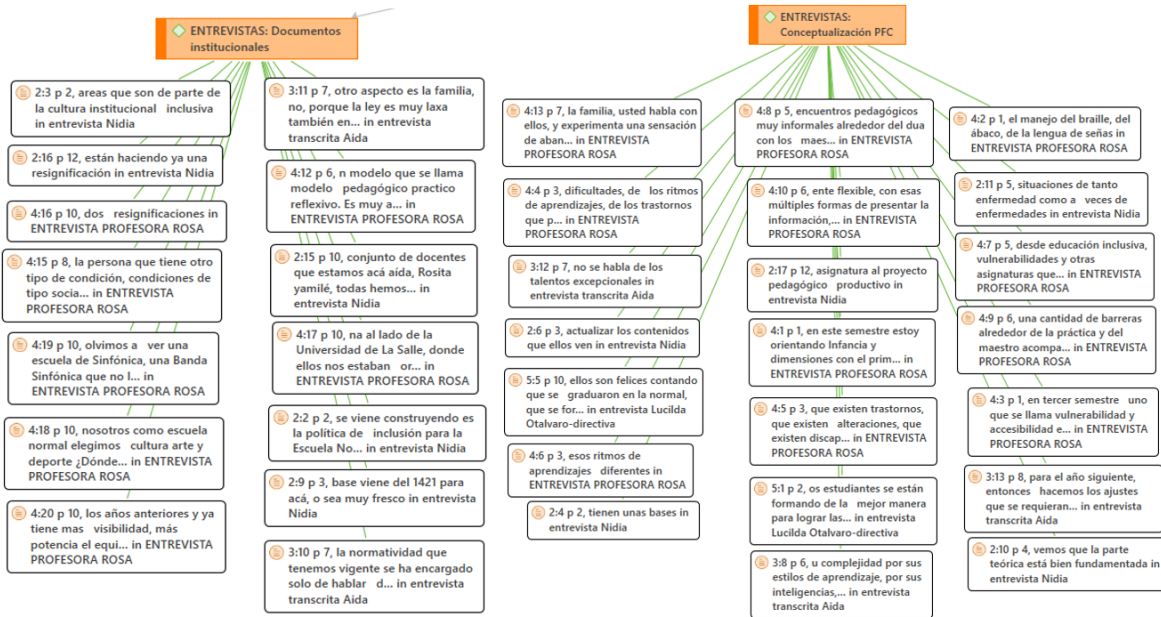 ENTREVISTAS: Documentos
institucionales
2:3 p 2, areas que son de parte de
la cultura institucional inclusiva
in entrevista Nidia
2:16 p 12, están haciendo ya una
resignificación in entrevista Nidia
4:16 p 10, dos resignificaciones in
ENTREVISTA PROFESORA ROSA
4:15 p 8, la persona que tiene otro
tipo de condición, condiciones de
tipo socia... in ENTREVISTA
PROFESORA ROSA
4:19 p 10, olvimos a ver una
escuela de Sinfónica, una Banda
Sinfónica que no l... in
ENTREVISTA PROFESORA ROSA
4:18 p 10, nosotros como escuela
normal elegimos cultura arte y
deporte ¿Dónde... in ENTREVISTA
PROFESORA ROSA
4:20 p 10, los años anteriores y ya
tiene mas visibilidad, más
potencia el equi... in ENTREVISTA
PROFESORA ROSA
3:11 p 7, otro aspecto es la familia,
no, porque la ley es muy laxa
también en... in entrevista
transcrita Aida
4:12 p 6, n modelo que se llama
modelo pedagógico practico
reflexivo. Es muy a... in
ENTREVISTA PROFESORA ROSA
2:15 p 10, conjunto de docentes
que estamos acá aída, Rosita
yamilé, todas hemos... in
entrevista Nidia
4:17 p 10, na al lado de la
Universidad de La Salle, donde
ellos nos estaban or... in
ENTREVISTA PROFESORA ROSA
2:2 p 2, se viene construyendo es
la política de inclusión para la
Escuela No... in entrevista Nidia
2:9 p 3, base viene del 1421 para
acá, o sea muy fresco in entrevista
Nidia
3:10 p 7, la normatividad que
tenemos vigente se ha encargado
solo de hablar d... in entrevista
transcrita Aida
ENTREVISTAS:
Conceptualización PFC
4:13 p 7, la familia, usted habla con
ellos, y experimenta una sensación
de aban... in ENTREVISTA
PROFESORA ROSA
4:4 p 3, dificultades, de los ritmos
de aprendizajes, de los trastornos
que p... in ENTREVISTA
PROFESORA ROSA
3:12 p 7, no se habla de los
talentos excepcionales in
entrevista transcrita Aida
2:6 p 3, actualizar los contenidos
que ellos ven in entrevista Nidia
5:5 p 10, ellos son felices contando
que se graduaron en la normal,
que se for... in entrevista Lucilda
Otalvaro-directiva
4:6 p 3, esos ritmos de
aprendizajes diferentes in
ENTREVISTA PROFESORA ROSA
2:4 p 2, tienen unas bases in
entrevista Nidia
4:8 p 5, encuentros pedagógicos
muy informales alrededor del dua
con los maes... in ENTREVISTA
PROFESORA ROSA
4:10 p 6, ente flexible, con esas
múltiples formas de presentar la
información,... in ENTREVISTA
PROFESORA ROSA
2:17 p 12, asignatura al proyecto
pedagógico productivo in
entrevista Nidia
4:1 p 1, en este semestre estoy
orientando Infancia y
dimensiones con el prim... in
ENTREVISTA PROFESORA ROSA
4:5 p 3, que existen trastornos,
que existen alteraciones, que
existen discap... in ENTREVISTA
PROFESORA ROSA
5:1 p 2, os estudiantes se están
formando de la mejor manera
para lograr las... in entrevista
Lucilda Otalvaro-directiva
3:8 p 6, u complejidad por sus
estilos de aprendizaje, por sus
inteligencias,... in entrevista
transcrita Aida
4:2 p 1, el manejo del braille, del
ábaco, de la lengua de señas in
ENTREVISTA PROFESORA ROSA
2:11 p 5, situaciones de tanto
enfermedad como a veces de
enfermedades in entrevista Nidia
4:7 p 5, desde educación inclusiva,
vulnerabilidades y otras
asignaturas que... in ENTREVISTA
PROFESORA ROSA
4:9 p 6, una cantidad de barreras
alrededor de la práctica y del
maestro acompa... in ENTREVISTA
PROFESORA ROSA
4:3 p 1, en tercer semestre uno
que se llama vulnerabilidad y
accesibilidad e... in ENTREVISTA
PROFESORA ROSA
3:13 p 8, para el año siguiente,
entonces hacemos los ajustes
que se requieran... in entrevista
transcrita Aida
2:10 p 4, vemos que la parte
teórica está bien fundamentada in
entrevista Nidia